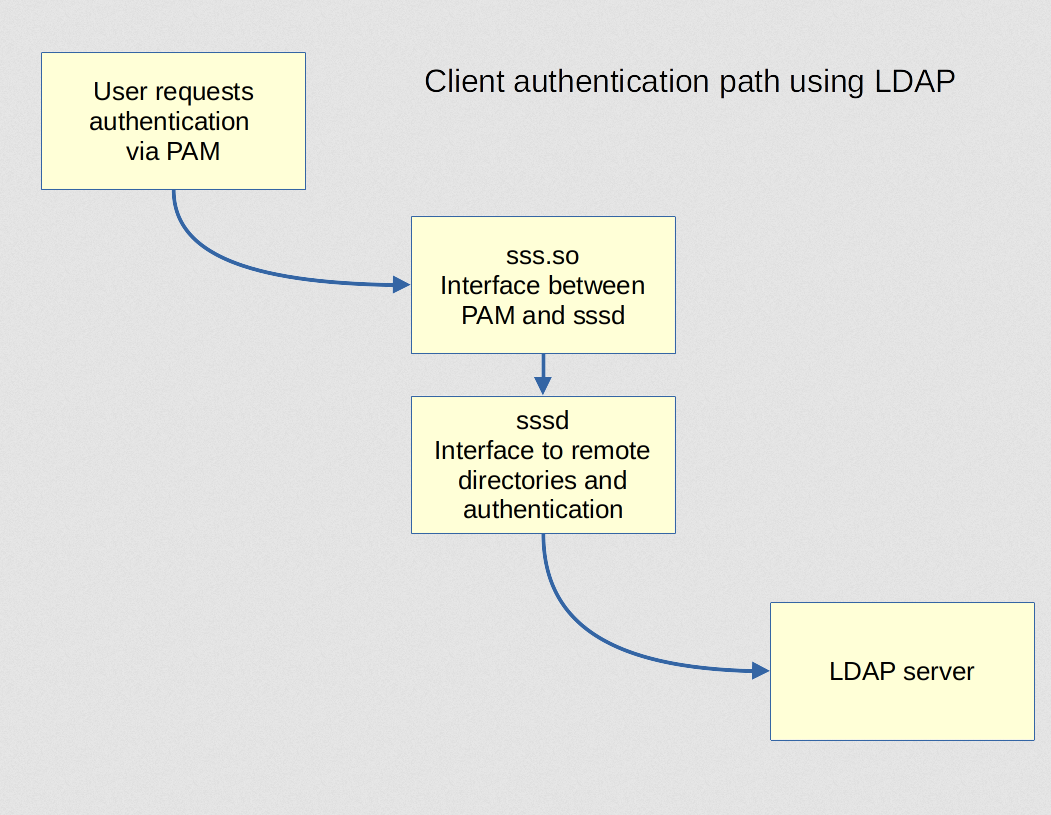 Client authentication path using LDAP
User requests
authentication
via PAM
sss.so
Interface between
PAM and sssd
sssd
Interface to remote
directories and
authentication
LDAP server